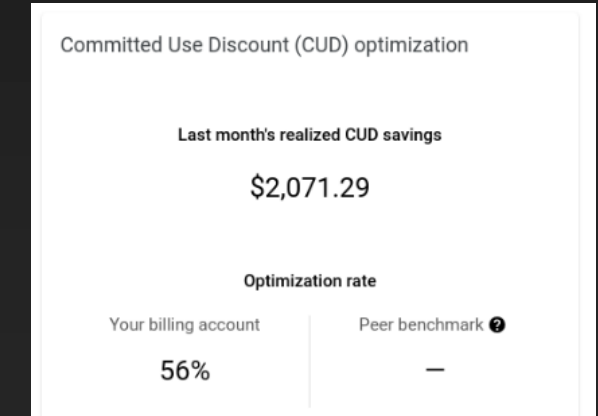 Committed Use Discount (CUD) optimization
Last month's realized CUD savings
$2,071.29
Optimization rate
Your billing account
Peer benchmark ?
56%
—